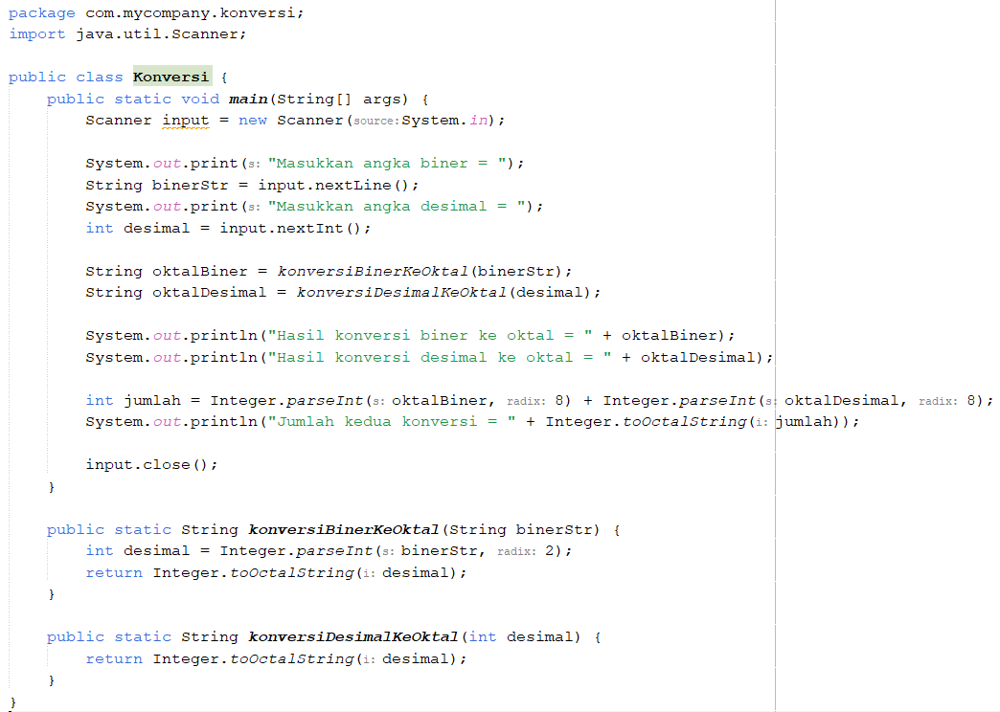 package com.mycompany.konversi;
import java.util.Scanner;

public class Konversi {
    public static void main(String[] args) {
        Scanner input = new Scanner(source:System.in);

        System.out.print(s: "Masukkan angka biner = ");
        String binerStr = input.nextLine();
        System.out.print(s: "Masukkan angka desimal = ");
        int desimal = input.nextInt();

        String oktalBiner = konversiBinerKeOktal(binerStr);
        String oktalDesimal = konversiDesimalKeOktal(desimal);

        System.out.println("Hasil konversi biner ke oktal = " + oktalBiner);
        System.out.println("Hasil konversi desimal ke oktal = " + oktalDesimal);

        int jumlah = Integer.parseInt(s: oktalBiner, radix: 8) + Integer.parseInt(s: oktalDesimal, radix: 8);
        System.out.println("Jumlah kedua konversi = " + Integer.toOctalString(i: jumlah));

        input.close();
    }

    public static String konversiBinerKeOktal(String binerStr) {
        int desimal = Integer.parseInt(s: binerStr, radix: 2);
        return Integer.toOctalString(i: desimal);
    }

    public static String konversiDesimalKeOktal(int desimal) {
        return Integer.toOctalString(i: desimal);
    }
}